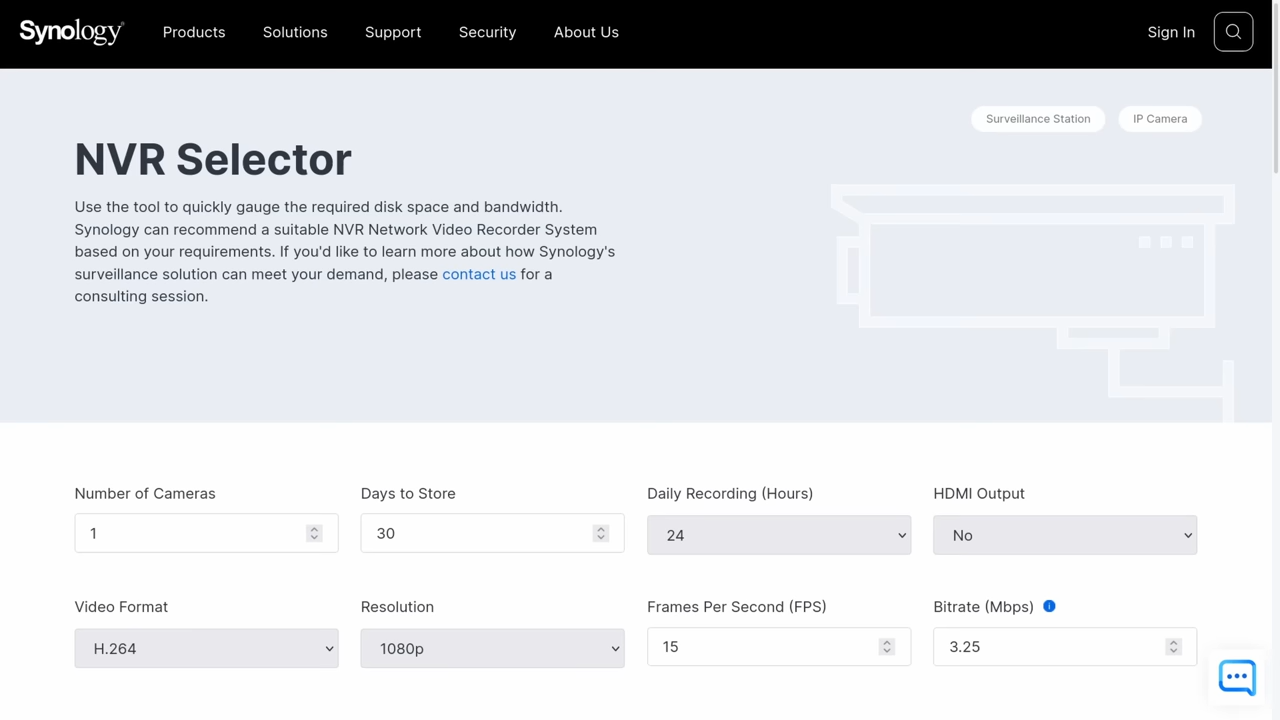 Synology
Products
Solutions
Support
Security
About Us
Sign In
Surveillance Station
IP Camera
NVR Selector
Use the tool to quickly gauge the required disk space and bandwidth.
Synology can recommend a suitable NVR Network Video Recorder System
based on your requirements. If you'd like to learn more about how Synology's
surveillance solution can meet your demand, please contact us for a
consulting session.
Number of Cameras
Days to Store
Daily Recording (Hours)
HDMI Output
1
30
24
No
Video Format
Resolution
Frames Per Second (FPS)
Bitrate (Mbps)
H.264
1080p
15
3.25